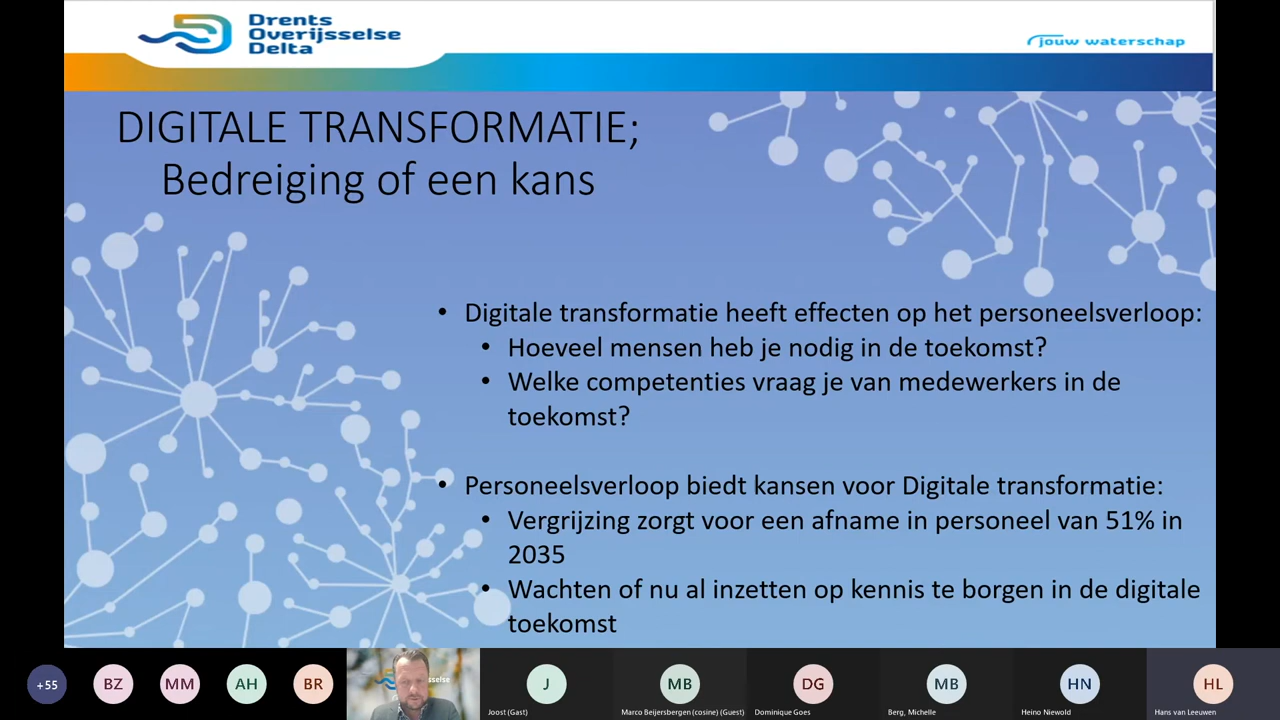 Drents
Overijsselse
Delta
jouw waterschap
DIGITALE TRANSFORMATIE;
Bedreiging of een kans
• Digitale transformatie heeft effecten op het personeelsverloop:
• Hoeveel mensen heb je nodig in de toekomst?
• Welke competenties vraag je van medewerkers in de
toekomst?
• Personeelsverloop biedt kansen voor Digitale transformatie:
• Vergrijzing zorgt voor een afname in personeel van 51% in
2035
• Wachten of nu al inzetten op kennis te borgen in de digitale
toekomst
+55
BZ
MM
AH
BR
sselse
J
MB
DG
MB
HN
HL
Joost (Gast)
Marco Beijersbergen (cosine) (Guest)
Dominique Goes
Berg, Michelle
Heino Niewold
Hans van Leeuwen